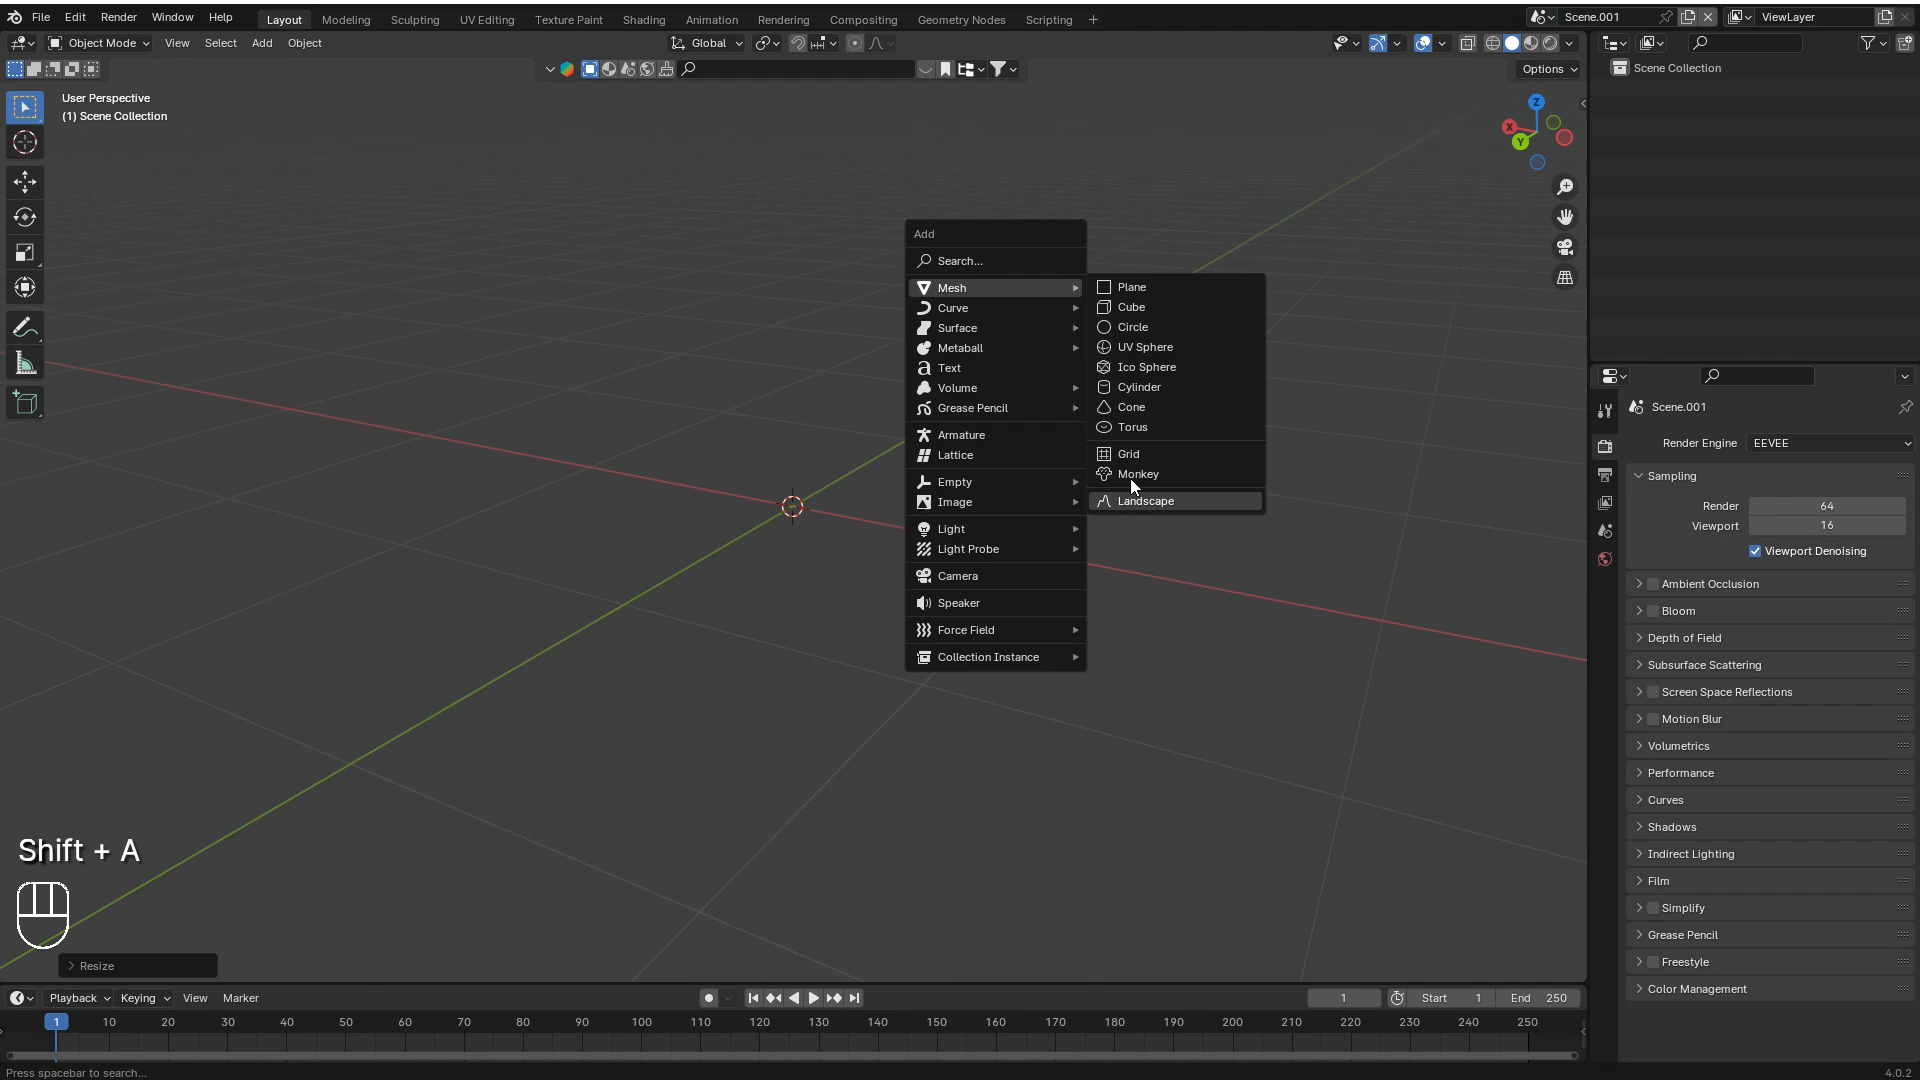 File Edit Render Window Help Layout Modeling Sculpting UV Editing Texture Paint Shading Animation Rendering Compositing Geometry Nodes Scripting + Scene.001 ViewLayer
Object Mode View Select Add Object Global
Options
User Perspective
(1) Scene Collection
Scene Collection
Z
X
Y
Add
Search...
Mesh
Curve
Surface
Metaball
Text
Volume
Grease Pencil
Armature
Lattice
Empty
Image
Light
Light Probe
Camera
Speaker
Force Field
Collection Instance
Plane
Cube
Circle
UV Sphere
Ico Sphere
Cylinder
Cone
Torus
Grid
Monkey
Landscape
Scene.001
Render Engine EEVEE
Sampling
Render 64
Viewport 16
Viewport Denoising
Ambient Occlusion
Bloom
Depth of Field
Subsurface Scattering
Screen Space Reflections
Motion Blur
Volumetrics
Performance
Curves
Shadows
Indirect Lighting
Film
Simplify
Grease Pencil
Freestyle
Color Management
Shift + A
Resize
Playback Keying View Marker 1 Start 1 End 250
1 10 20 30 40 50 60 70 80 90 100 110 120 130 140 150 160 170 180 190 200 210 220 230 240 250
Press spacebar to search... 4.0.2